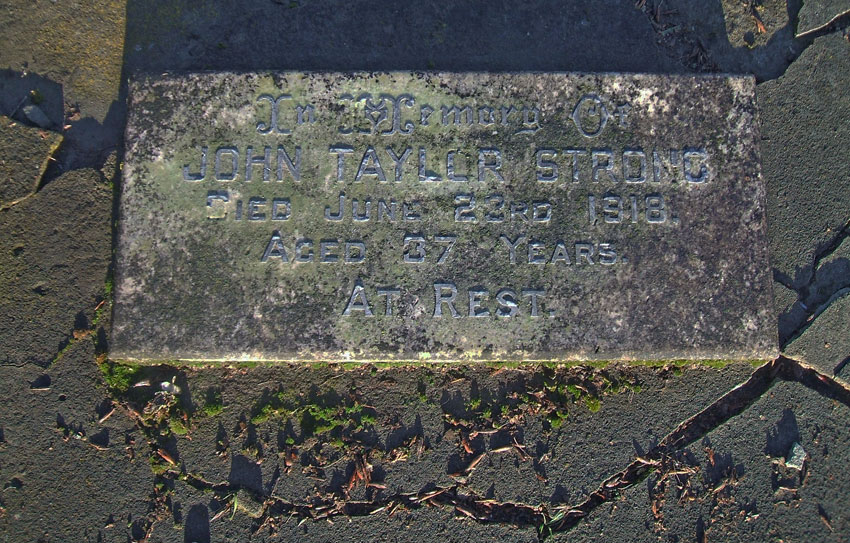 In Memory Of
JOHN TAYLOR STRONG
DIED JUNE 23RD 1918.
AGED 37 YEARS.
AT REST.